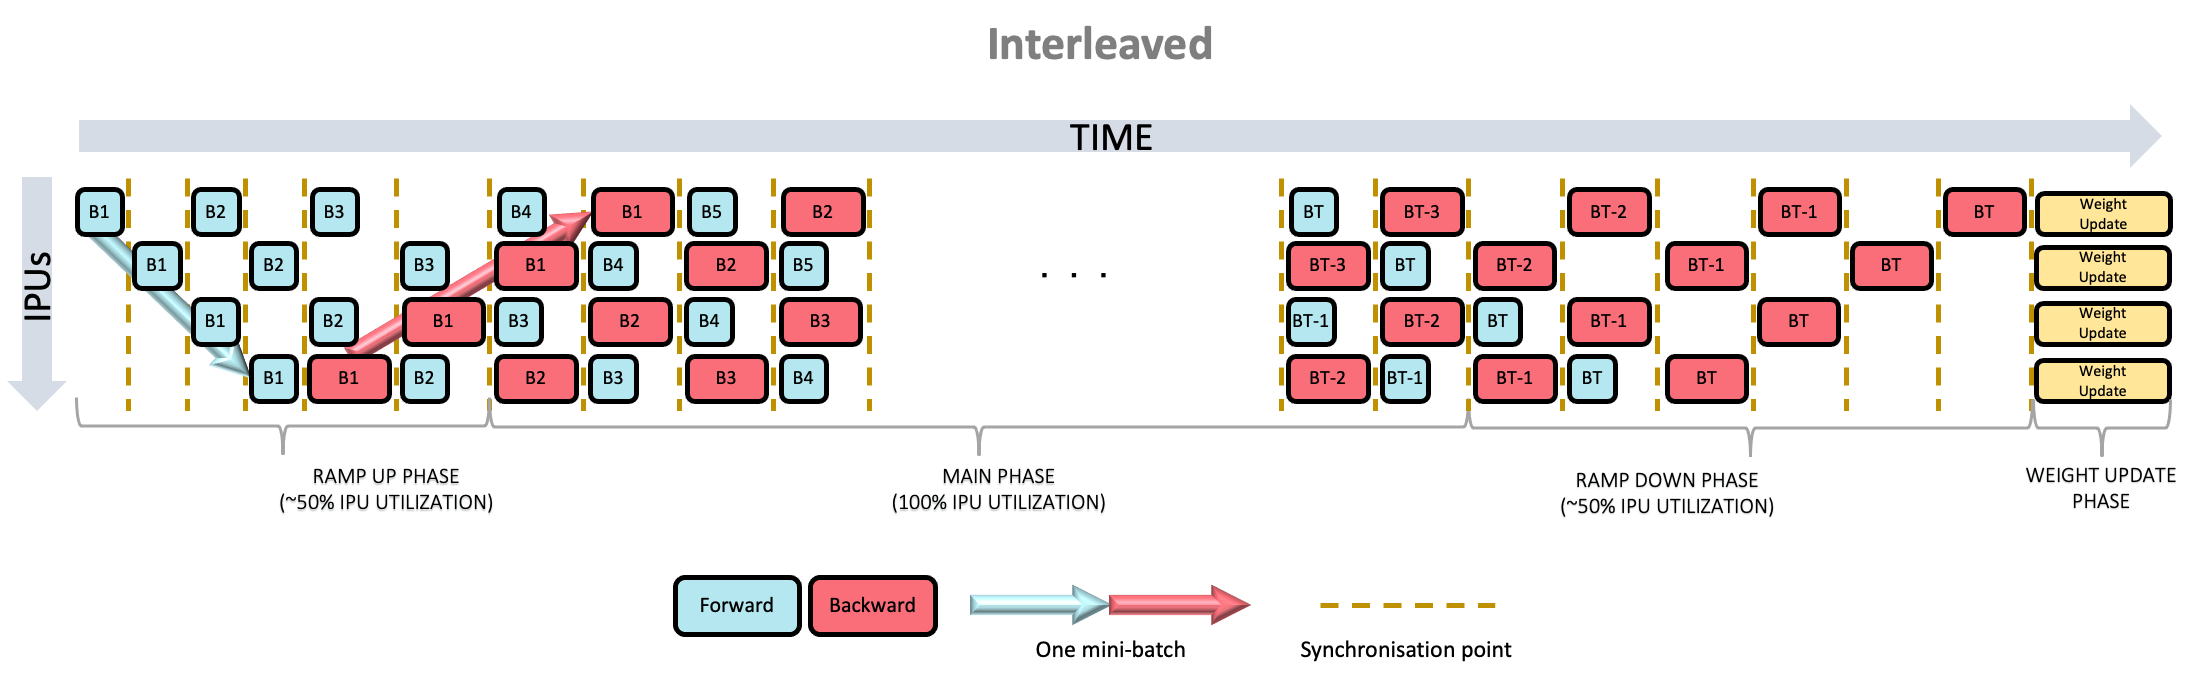 Interleaved
TIME
IPUs
B1 B2 B3 B4 B1 B5 B2 BT BT-3 BT-2 BT-1 BT Weight Update
B1 B2 B3 B1 B4 B2 B5 . . . BT-3 BT BT-2 BT-1 BT Weight Update
B1 B2 B1 B3 B2 B4 B3 BT-1 BT-2 BT BT-1 BT Weight Update
B1 B1 B2 B2 B3 B3 B4 BT-2 BT-1 BT-1 BT BT Weight Update
RAMP UP PHASE
(~50% IPU UTILIZATION)
MAIN PHASE
(100% IPU UTILIZATION)
RAMP DOWN PHASE
(~50% IPU UTILIZATION)
WEIGHT UPDATE
PHASE
Forward
Backward
One mini-batch
Synchronisation point